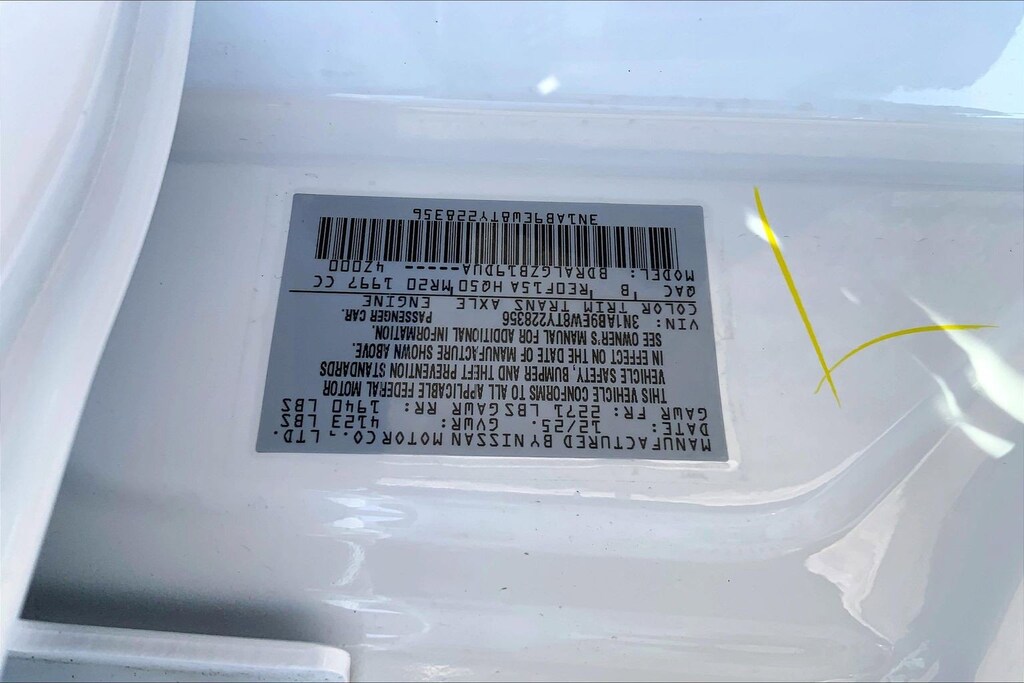 MANUFACTURED BY NISSAN MOTOR CO., LTD.
DATE: 12/25. GVWR: 4123 LBS
GAWR FR: 2271 LBS GAWR RR: 1940 LBS
THIS VEHICLE CONFORMS TO ALL APPLICABLE FEDERAL MOTOR
VEHICLE SAFETY, BUMPER AND THEFT PREVENTION STANDARDS
IN EFFECT ON THE DATE OF MANUFACTURE SHOWN ABOVE.
SEE OWNER'S MANUAL FOR ADDITIONAL INFORMATION.
VIN: 3N1AB9EW8TY228356 PASSENGER CAR.
COLOR TRIM TRANS AXLE ENGINE
QAC B RE0F15A HQ50 MR20 1997 CC
MODEL: BDRALGZB19DUA----- 4Z000
3N1AB9EW8TY228356